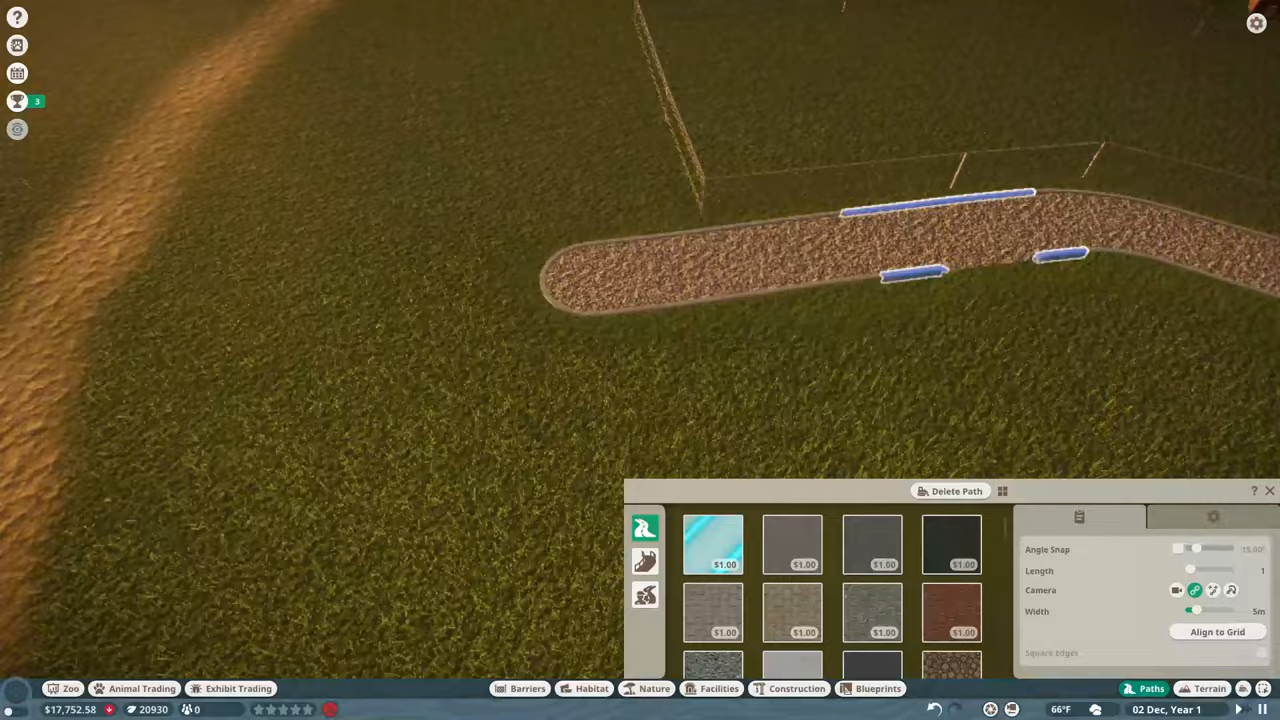 ?
3
Delete Path
?
$1.00 $1.00 $1.00 $1.00
$1.00 $1.00 $1.00 $1.00
Angle Snap 15.00°
Length 1
Camera
Width 5m
Align to Grid
Square Edges
Zoo Animal Trading Exhibit Trading Barriers Habitat Nature Facilities Construction Blueprints Paths Terrain
$17,752.58 20930 0 66°F 02 Dec, Year 1